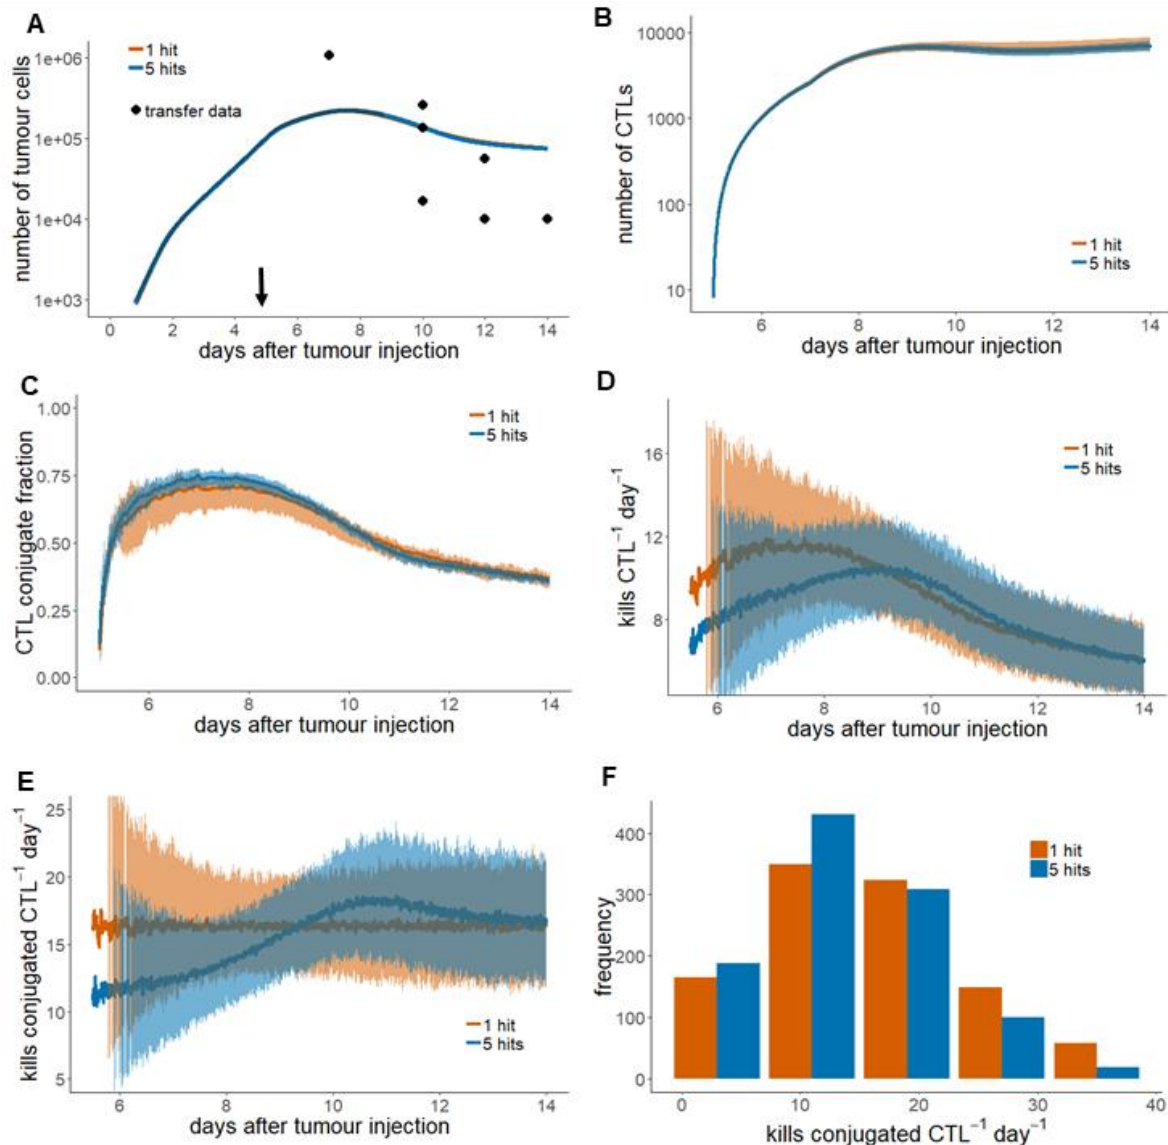 A
number of tumour cells
1e+06
1e+05
1e+04
1e+03
1 hit
5 hits
transfer data
0 2 4 6 8 10 12 14
days after tumour injection
B
number of CTLs
10000
1000
100
10
1 hit
5 hits
6 8 10 12 14
days after tumour injection
C
CTL conjugate fraction
1.00
0.75
0.50
0.25
0.00
1 hit
5 hits
6 8 10 12 14
days after tumour injection
D
kills CTL⁻¹ day⁻¹
16
12
8
1 hit
5 hits
6 8 10 12 14
days after tumour injection
E
kills conjugated CTL⁻¹ day⁻¹
25
20
15
10
5
1 hit
5 hits
6 8 10 12 14
days after tumour injection
F
frequency
400
300
200
100
0
1 hit
5 hits
0 10 20 30 40
kills conjugated CTL⁻¹ day⁻¹